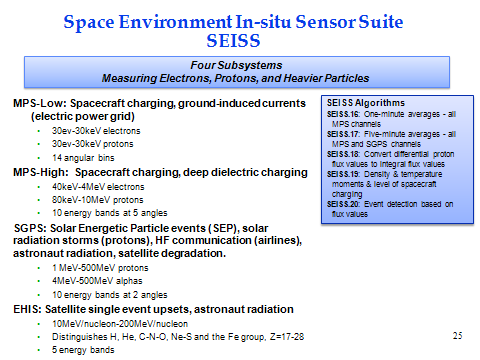 Space Environment In-situ Sensor Suite
SEISS
Four Subsystems
Measuring Electrons, Protons, and Heavier Particles
MPS-Low: Spacecraft charging, ground-induced currents
(electric power grid)
• 30ev-30keV electrons
• 30ev-30keV protons
• 14 angular bins
MPS-High: Spacecraft charging, deep dielectric charging
• 40keV-4MeV electrons
• 80keV-10MeV protons
• 10 energy bands at 5 angles
SGPS: Solar Energetic Particle events (SEP), solar
radiation storms (protons), HF communication (airlines),
astronaut radiation, satellite degradation.
• 1 MeV-500MeV protons
• 4MeV-500MeV alphas
• 10 energy bands at 2 angles
EHIS: Satellite single event upsets, astronaut radiation
• 10MeV/nucleon-200MeV/nucleon
• Distinguishes H, He, C-N-O, Ne-S and the Fe group, Z=17-28
• 5 energy bands
SEISS Algorithms
SEISS.16: One-minute averages - all
MPS channels
SEISS.17: Five-minute averages - all
MPS and SGPS channels
SEISS.18: Convert differential proton
flux values to integral flux values
SEISS.19: Density & temperature
moments & level of spacecraft
charging
SEISS.20: Event detection based on
flux values
25